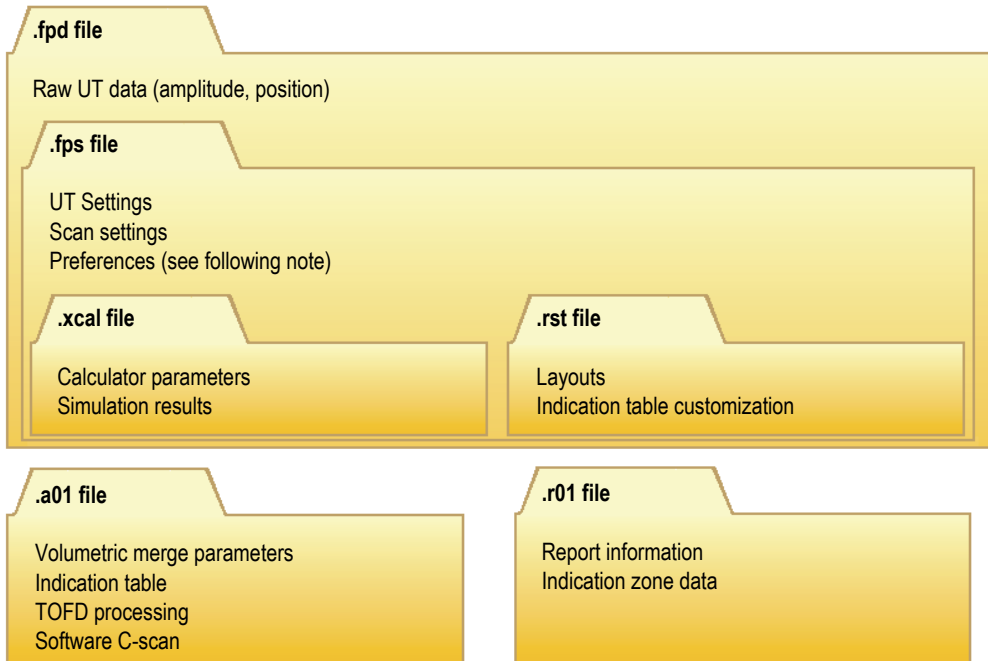 .fpd file
Raw UT data (amplitude, position)
.fps file
UT Settings
Scan settings
Preferences (see following note)
.xcal file
Calculator parameters
Simulation results
.rst file
Layouts
Indication table customization
.a01 file
Volumetric merge parameters
Indication table
TOFD processing
Software C-scan
.r01 file
Report information
Indication zone data